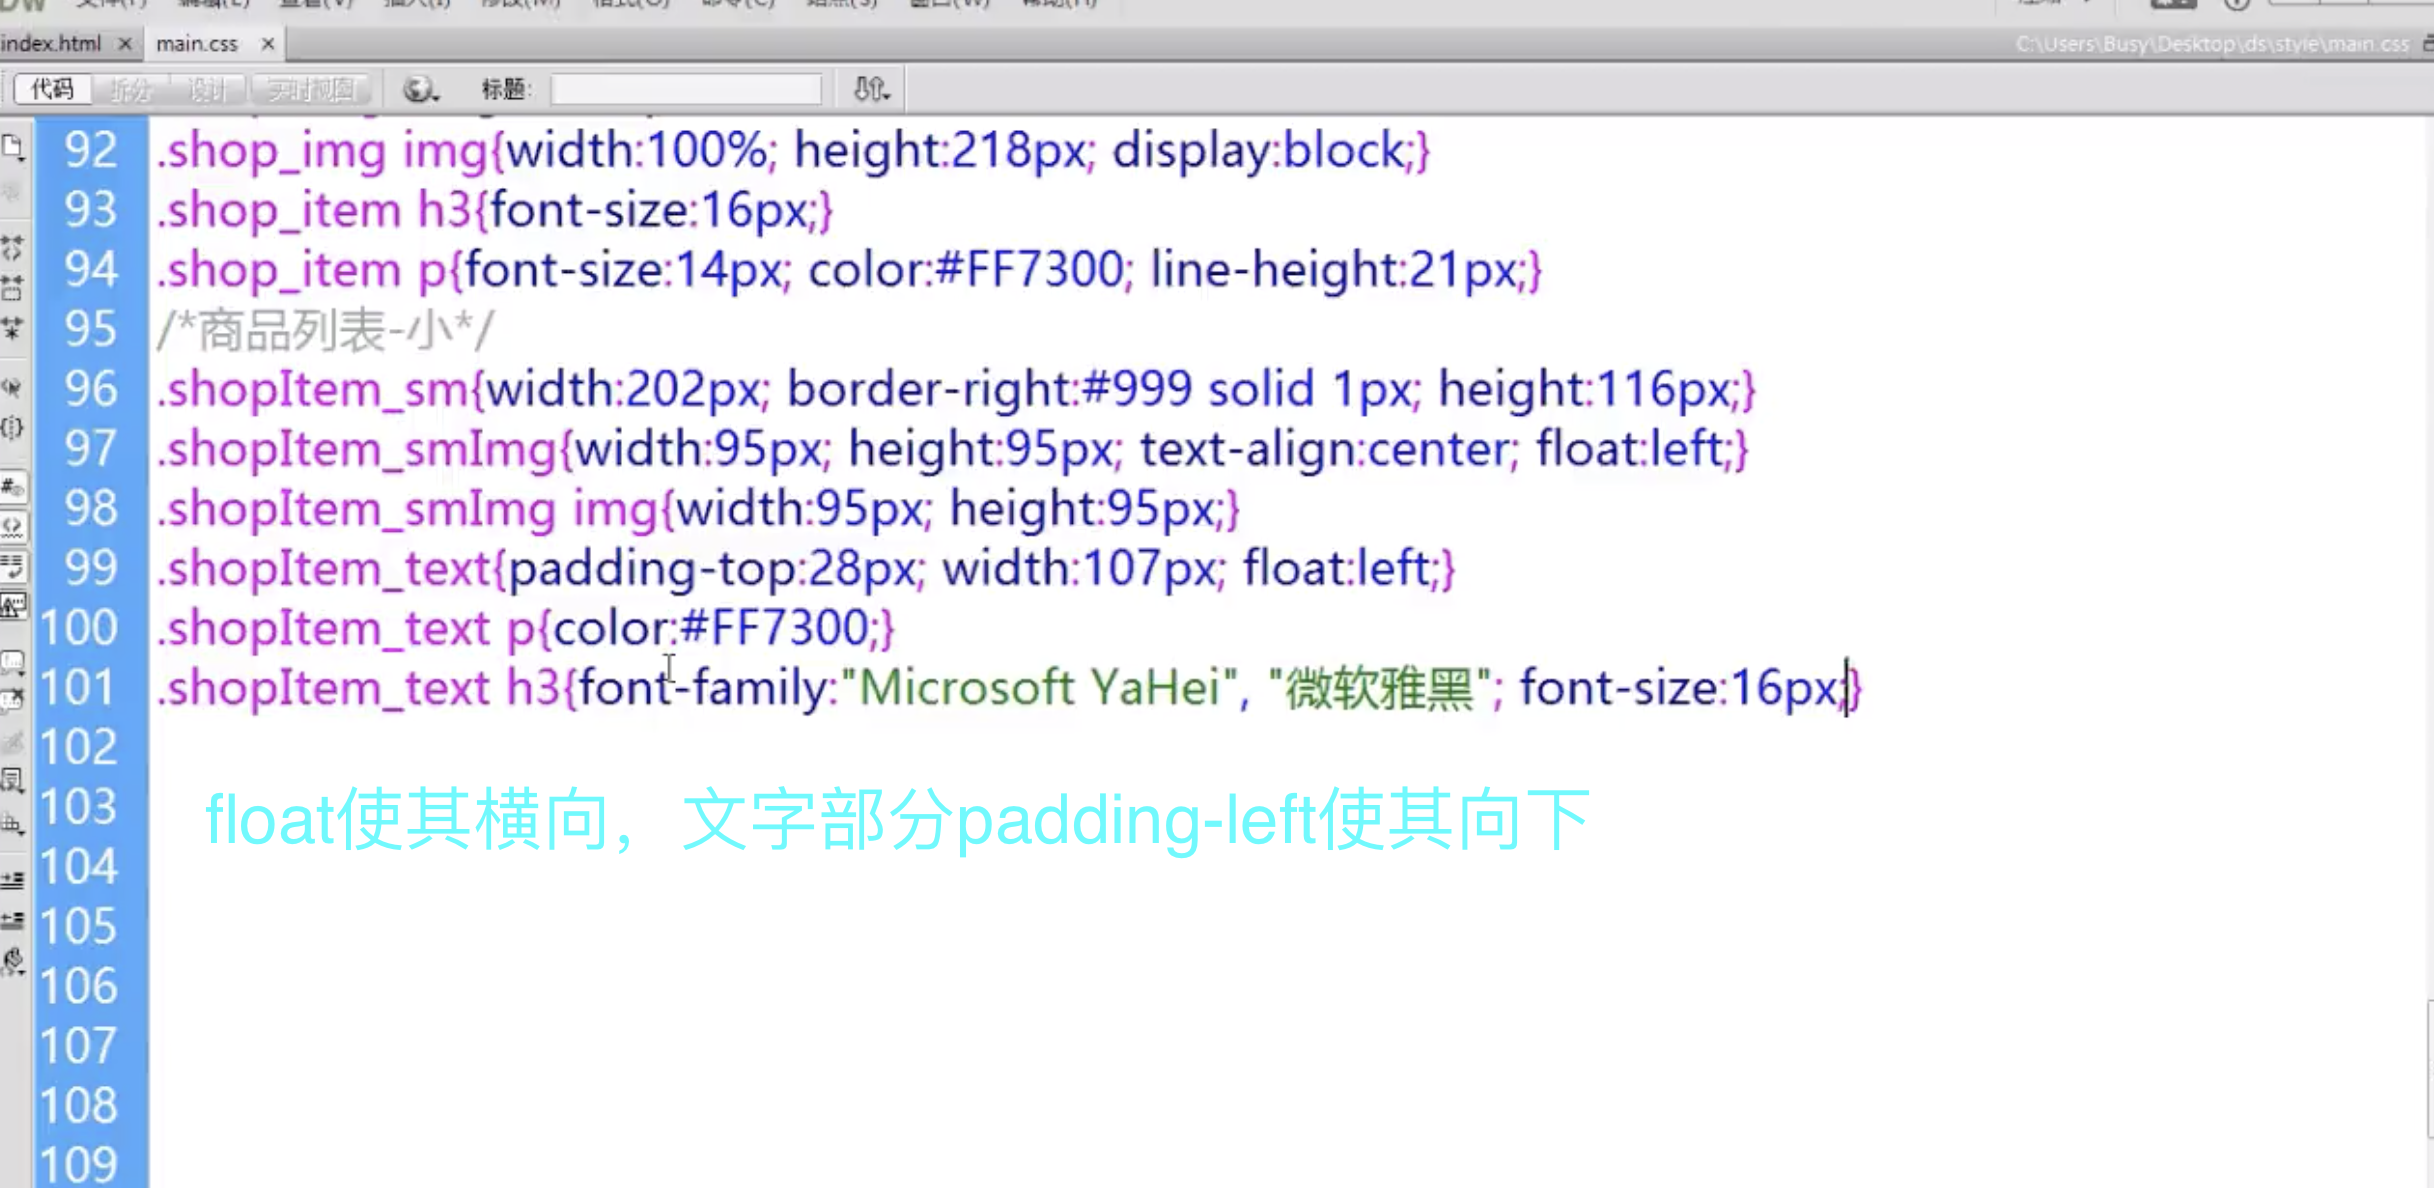 index.html × main.css × C:\Users\Busy\Desktop\ds\style\main.css
代码 拆分 设计 实时视图 标题:
92 .shop_img img{width:100%; height:218px; display:block;}
93 .shop_item h3{font-size:16px;}
94 .shop_item p{font-size:14px; color:#FF7300; line-height:21px;}
95 /*商品列表-小*/
96 .shopItem_sm{width:202px; border-right:#999 solid 1px; height:116px;}
97 .shopItem_smImg{width:95px; height:95px; text-align:center; float:left;}
98 .shopItem_smImg img{width:95px; height:95px;}
99 .shopItem_text{padding-top:28px; width:107px; float:left;}
100 .shopItem_text p{color:#FF7300;}
101 .shopItem_text h3{font-family:"Microsoft YaHei", "微软雅黑"; font-size:16px;}
102
103 float使其横向，文字部分padding-left使其向下
104
105
106
107
108
109